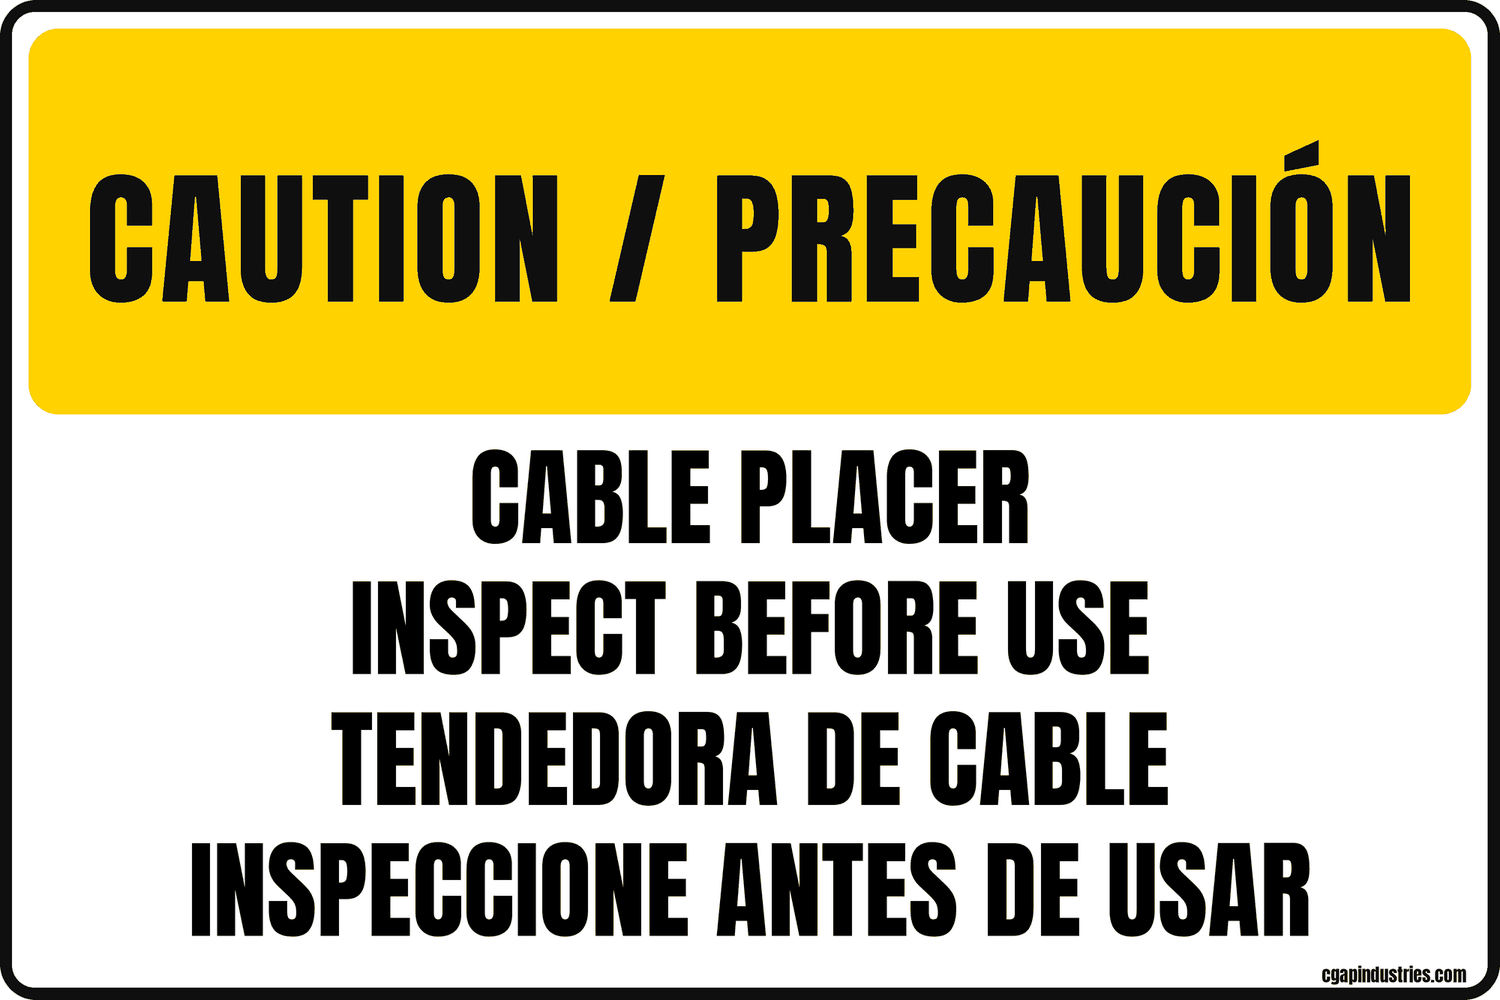 CAUTION / PRECAUCIÓN
CABLE PLACER
INSPECT BEFORE USE
TENDEDORA DE CABLE
INSPECCIONE ANTES DE USAR
cgapindustries.com